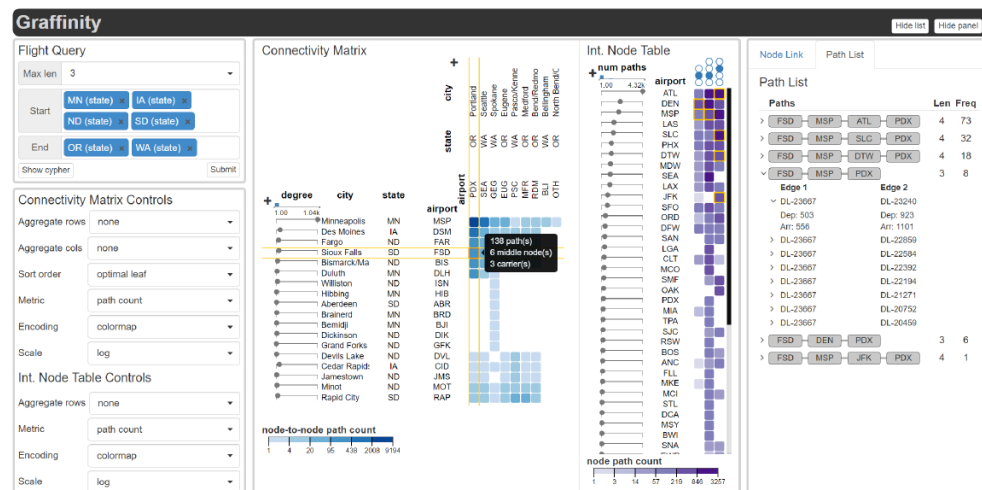 Graffinity
Hide list Hide panel
Flight Query
Max len 3
Start MN (state) × IA (state) ×
ND (state) × SD (state) ×
End OR (state) × WA (state) ×
Show cypher Submit
Connectivity Matrix Controls
Aggregate rows none
Aggregate cols none
Sort order optimal leaf
Metric path count
Encoding colormap
Scale log
Int. Node Table Controls
Aggregate rows none
Metric path count
Encoding colormap
Scale log
Connectivity Matrix
+
city Portland Seattle Spokane Eugene Pasco/Kenne Medford Bend/Redmo Bellingham North Bend/C
state OR WA WA OR WA OR OR WA OR
airport PDX SEA GEG EUG PSC MFR RDM BLI OTH
+ degree city state airport
1.00 1.04k
Minneapolis MN MSP
Des Moines IA DSM
Fargo ND FAR
Sioux Falls SD FSD
Bismarck/Ma ND BIS
Duluth MN DLH
Williston ND ISN
Hibbing MN HIB
Aberdeen SD ABR
Brainerd MN BRD
Bemidji MN BJI
Dickinson ND DIK
Grand Forks ND GFK
Devils Lake ND DVL
Cedar Rapids IA CID
Jamestown ND JMS
Minot ND MOT
Rapid City SD RAP
138 path(s)
6 middle node(s)
3 carrier(s)
node-to-node path count
1 4 20 95 438 2008 9194
Int. Node Table
+ num paths airport
1.00 4.32k
ATL
DEN
MSP
LAS
SLC
PHX
DTW
MDW
SEA
LAX
JFK
SFO
ORD
DFW
SAN
LGA
CLT
MCO
SMF
OAK
PDX
MIA
TPA
SJC
RSW
BOS
ANC
FLL
MKE
MCI
STL
DCA
MSY
BWI
SNA
node path count
1 3 14 57 219 846 3257
Node Link Path List
Path List
Paths Len Freq
> FSD MSP ATL PDX 4 73
> FSD MSP SLC PDX 4 32
> FSD MSP DTW PDX 4 18
FSD MSP PDX 3 8
Edge 1 Edge 2
DL-23667 DL-23240
Dep: 503 Dep: 923
Arr: 556 Arr: 1101
> DL-23667 DL-22859
> DL-23667 DL-22584
> DL-23667 DL-22392
> DL-23667 DL-22194
> DL-23667 DL-21271
> DL-23667 DL-20752
> DL-23667 DL-20459
> FSD DEN PDX 3 6
> FSD MSP JFK PDX 4 1